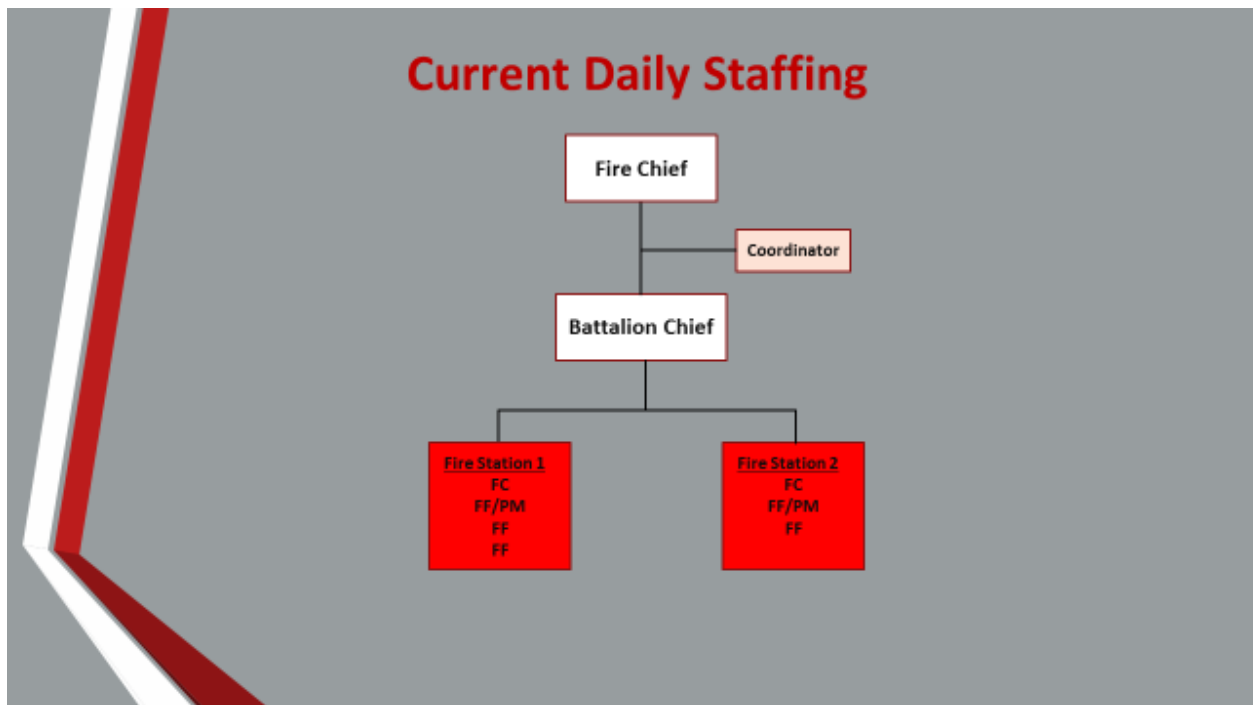 Current Daily Staffing
Fire Chief
Coordinator
Battalion Chief
Fire Station 1
FC
FF/PM
FF
FF
Fire Station 2
FC
FF/PM
FF